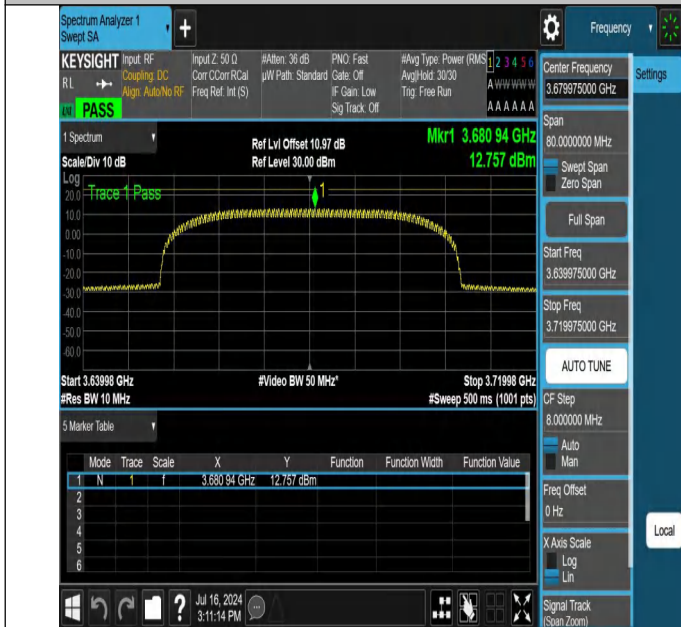 Spectrum Analyzer 1
Swept SA
+
Frequency
KEYSIGHT
RL
PASS
Input: RF
Coupling: DC
Align: Auto/No RF
Input Z: 50 Ω
Corr CCorr RCal
Freq Ref: Int (S)
#Atten: 36 dB
µW Path: Standard
PNO: Fast
Gate: Off
IF Gain: Low
Sig Track: Off
#Avg Type: Power (RMS
Avg|Hold: 30/30
Trig: Free Run
1 2 3 4 5 6
A W W W W W
A A A A A A
Center Frequency
3.679975000 GHz
Settings
Span
80.0000000 MHz
Swept Span
Zero Span
Full Span
Start Freq
3.639975000 GHz
Stop Freq
3.719975000 GHz
AUTO TUNE
CF Step
8.000000 MHz
Auto
Man
Freq Offset
0 Hz
X Axis Scale
Log
Lin
Signal Track
(Span Zoom)
Local
1 Spectrum
Scale/Div 10 dB
Ref Lvl Offset 10.97 dB
Ref Level 30.00 dBm
Mkr1 3.680 94 GHz
12.757 dBm
Log
Trace 1 Pass
1
20.0
10.0
0.00
-10.0
-20.0
-30.0
-40.0
-50.0
-60.0
Start 3.63998 GHz
#Res BW 10 MHz
#Video BW 50 MHz*
Stop 3.71998 GHz
#Sweep 500 ms (1001 pts)
5 Marker Table
Mode Trace Scale X Y Function Function Width Function Value
1 N 1 f 3.680 94 GHz 12.757 dBm
2
3
4
5
6
?
Jul 16, 2024
3:11:14 PM